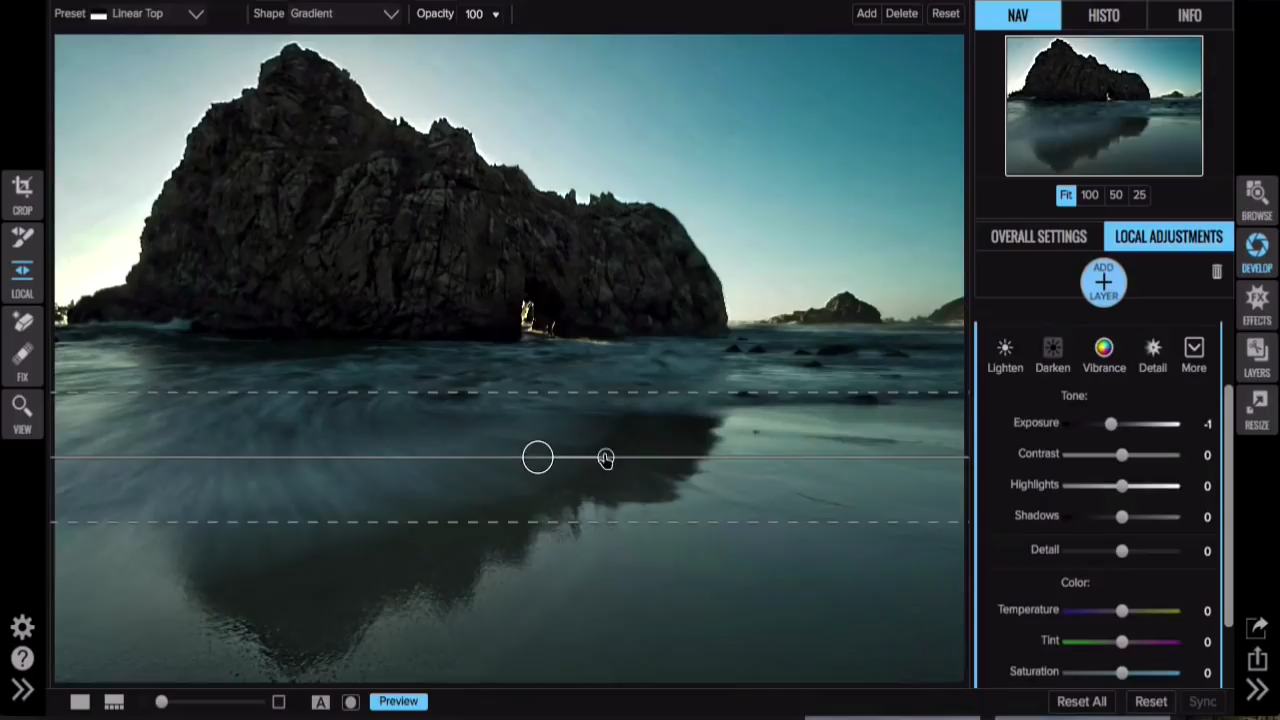 Preset Linear Top Shape Gradient Opacity 100 Add Delete Reset
NAV HISTO INFO
Fit 100 50 25
OVERALL SETTINGS LOCAL ADJUSTMENTS
ADD
LAYER
Lighten Darken Vibrance Detail More
Tone:
Exposure -1
Contrast 0
Highlights 0
Shadows 0
Detail 0
Color:
Temperature 0
Tint 0
Saturation 0
Reset All Reset Sync
CROP
LOCAL
FIX
VIEW
BROWSE
DEVELOP
FX
EFFECTS
LAYERS
RESIZE
?
A Preview